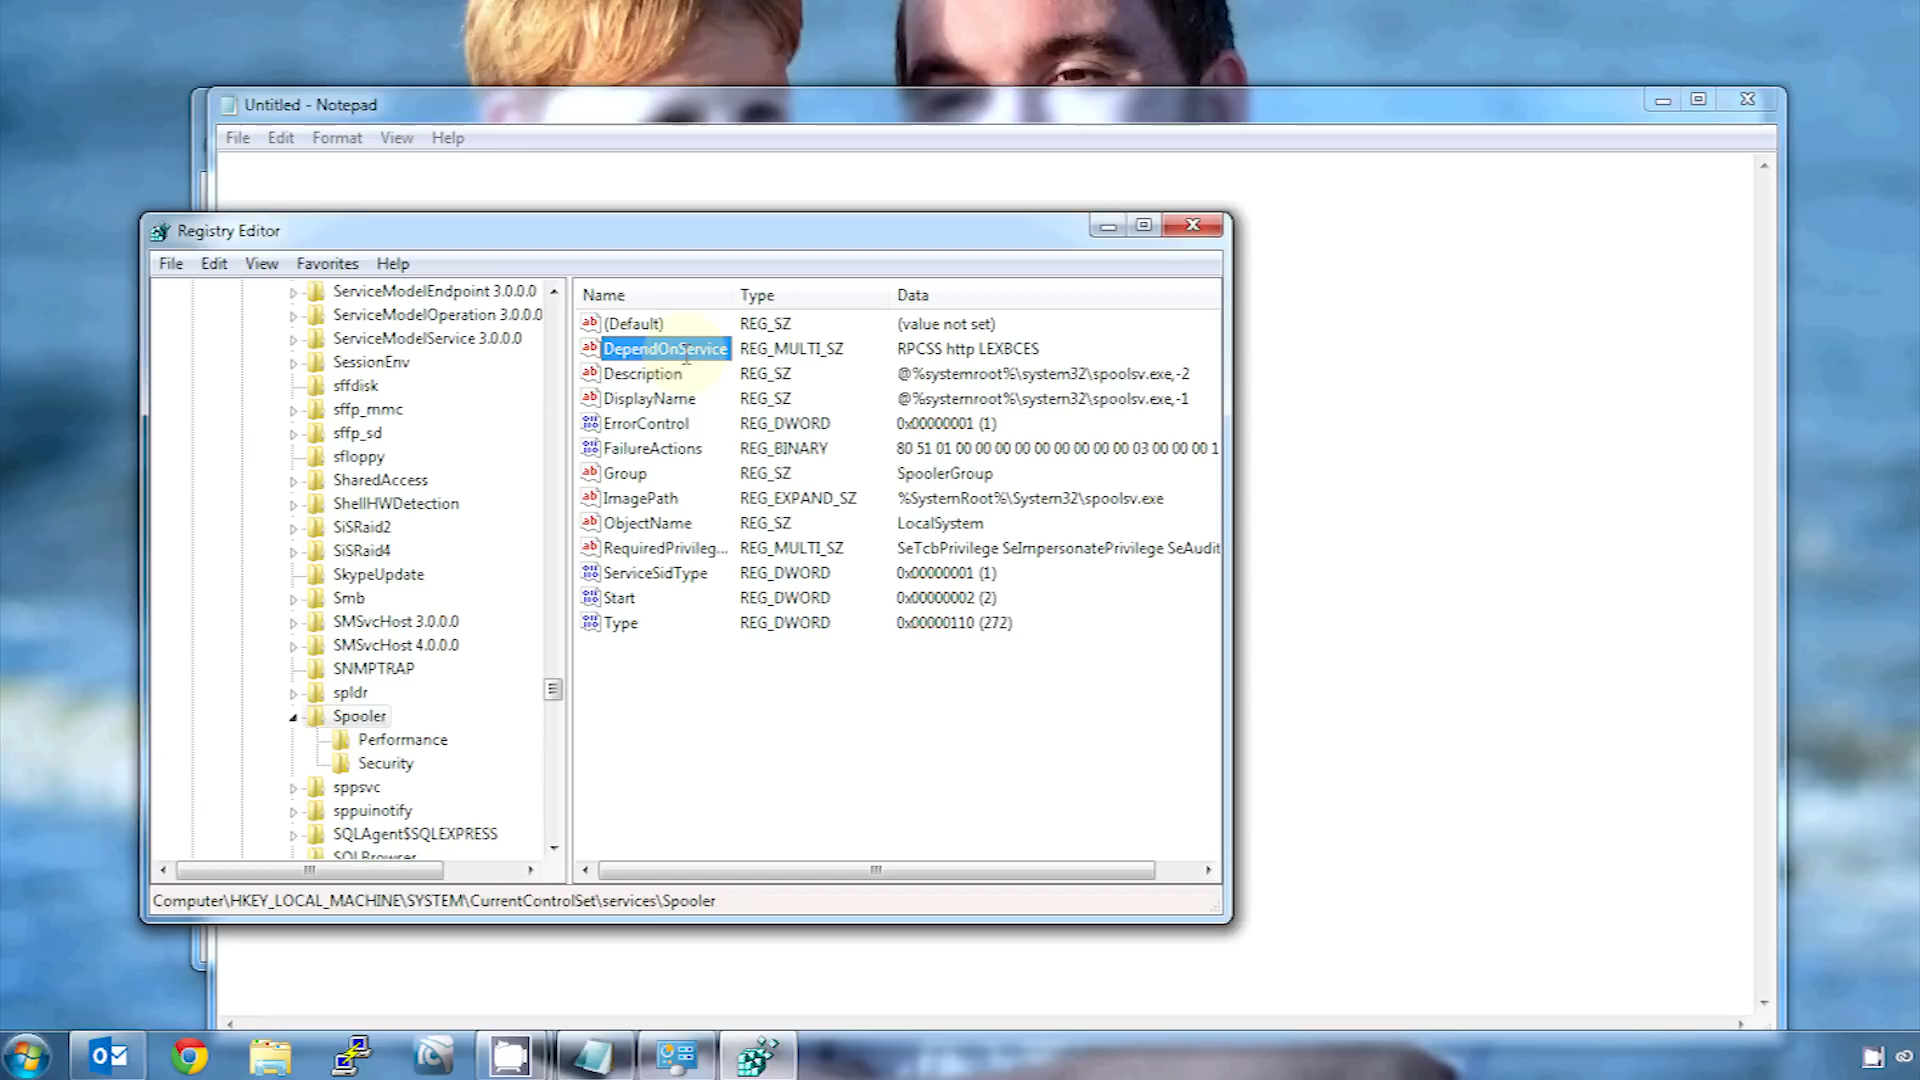 Untitled - Notepad
File Edit Format View Help
Registry Editor
File Edit View Favorites Help
ServiceModelEndpoint 3.0.0.0
ServiceModelOperation 3.0.0.0
ServiceModelService 3.0.0.0
SessionEnv
sffdisk
sffp_mmc
sffp_sd
sfloppy
SharedAccess
ShellHWDetection
SiSRaid2
SiSRaid4
SkypeUpdate
Smb
SMSvcHost 3.0.0.0
SMSvcHost 4.0.0.0
SNMPTRAP
spldr
Spooler
Performance
Security
sppsvc
sppuinotify
SQLAgent$SQLEXPRESS
SQLBrowser
Name Type Data
(Default) REG_SZ (value not set)
DependOnService REG_MULTI_SZ RPCSS http LEXBCES
Description REG_SZ @%systemroot%\system32\spoolsv.exe,-2
DisplayName REG_SZ @%systemroot%\system32\spoolsv.exe,-1
ErrorControl REG_DWORD 0x00000001 (1)
FailureActions REG_BINARY 80 51 01 00 00 00 00 00 00 00 00 00 03 00 00 00 1
Group REG_SZ SpoolerGroup
ImagePath REG_EXPAND_SZ %SystemRoot%\System32\spoolsv.exe
ObjectName REG_SZ LocalSystem
RequiredPrivileg... REG_MULTI_SZ SeTcbPrivilege SeImpersonatePrivilege SeAudit
ServiceSidType REG_DWORD 0x00000001 (1)
Start REG_DWORD 0x00000002 (2)
Type REG_DWORD 0x00000110 (272)
Computer\HKEY_LOCAL_MACHINE\SYSTEM\CurrentControlSet\services\Spooler